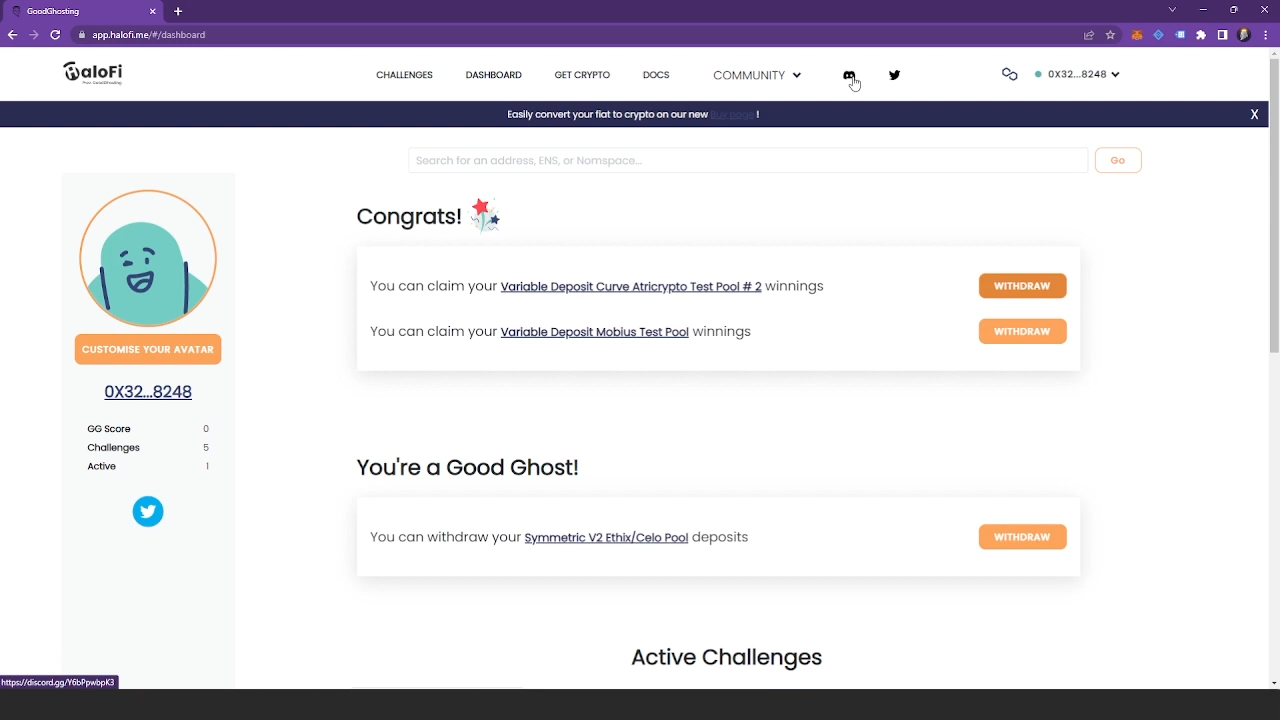 GoodGhosting
app.halofi.me/#/dashboard
HaloFi
CHALLENGES DASHBOARD GET CRYPTO DOCS COMMUNITY 0X32...8248
Easily convert your fiat to crypto on our new Buy page ! X
Search for an address, ENS, or Nomspace... Go
Congrats!
You can claim your Variable Deposit Curve Atricrypto Test Pool # 2 winnings WITHDRAW
You can claim your Variable Deposit Mobius Test Pool winnings WITHDRAW
CUSTOMISE YOUR AVATAR
0X32...8248
GG Score 0
Challenges 5
Active 1
You're a Good Ghost!
You can withdraw your Symmetric V2 Ethix/Celo Pool deposits WITHDRAW
Active Challenges
https://discord.gg/Y6bPpwbpK3